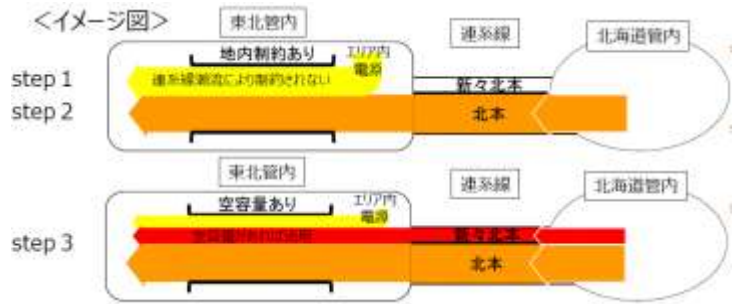 <イメージ図>
東北管内
連系線
北海道管内
地内制約あり
エリア内
電源
step 1
連系線潮流により制約されない
新々北本
step 2
北本
東北管内
連系線
北海道管内
空容量あり
エリア内
電源
step 3
新々北本
北本